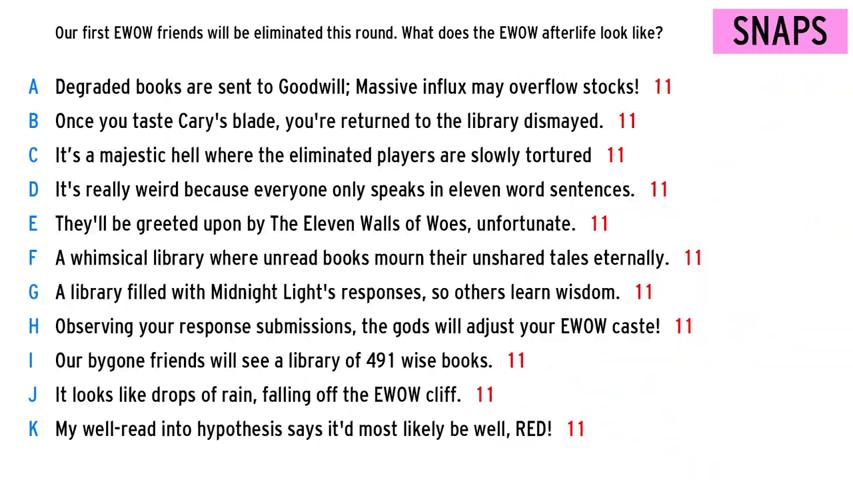 Our first EWOW friends will be eliminated this round. What does the EWOW afterlife look like?
SNAPS
A Degraded books are sent to Goodwill; Massive influx may overflow stocks! 11
B Once you taste Cary's blade, you're returned to the library dismayed. 11
C It’s a majestic hell where the eliminated players are slowly tortured 11
D It's really weird because everyone only speaks in eleven word sentences. 11
E They'll be greeted upon by The Eleven Walls of Woes, unfortunate. 11
F A whimsical library where unread books mourn their unshared tales eternally. 11
G A library filled with Midnight Light's responses, so others learn wisdom. 11
H Observing your response submissions, the gods will adjust your EWOW caste! 11
I Our bygone friends will see a library of 491 wise books. 11
J It looks like drops of rain, falling off the EWOW cliff. 11
K My well-read into hypothesis says it'd most likely be well, RED! 11